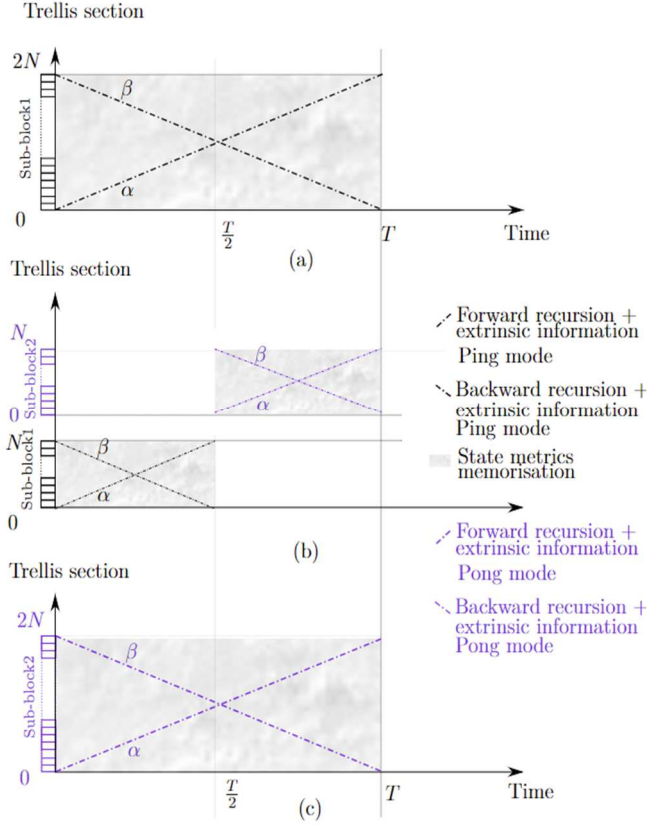 Trellis section
2N
β
Sub-block1
α
0
T/2
T
Time
(a)
Trellis section
N
β
Sub-block2
α
0
N
β
Sub-block1
α
0
(b)
Forward recursion +
extrinsic information
Ping mode
Backward recursion +
extrinsic information
Ping mode
State metrics
memorisation
Forward recursion +
extrinsic information
Pong mode
Backward recursion +
extrinsic information
Pong mode
Trellis section
2N
β
Sub-block2
α
0
T/2
T
Time
(c)